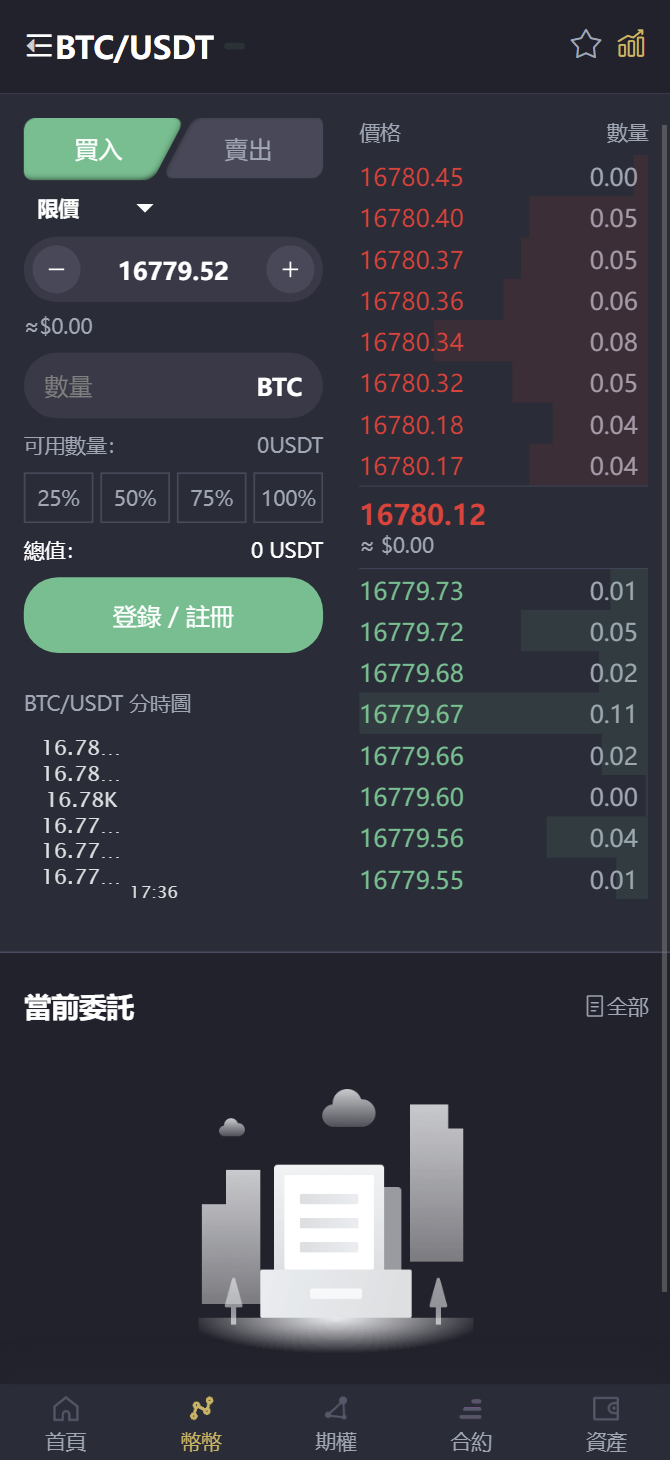 BTC/USDT
買入
賣出
限價
− 16779.52 +
≈$0.00
數量 BTC
可用數量: 0USDT
25% 50% 75% 100%
總值: 0 USDT
登錄 / 註冊
BTC/USDT 分時圖
16.78...
16.78...
16.78K
16.77...
16.77...
16.77...
17:36
價格 數量
16780.45 0.00
16780.40 0.05
16780.37 0.05
16780.36 0.06
16780.34 0.08
16780.32 0.05
16780.18 0.04
16780.17 0.04
16780.12
≈ $0.00
16779.73 0.01
16779.72 0.05
16779.68 0.02
16779.67 0.11
16779.66 0.02
16779.60 0.00
16779.56 0.04
16779.55 0.01
當前委託
全部
首頁 幣幣 期權 合約 資產